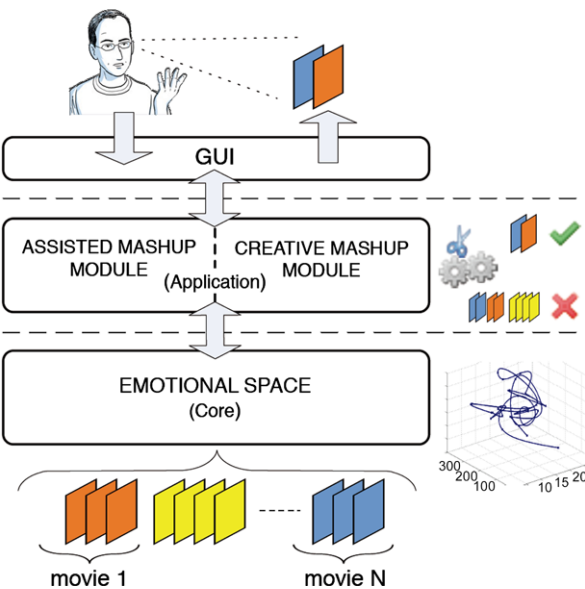 GUI
ASSISTED MASHUP
MODULE
CREATIVE MASHUP
MODULE
(Application)
EMOTIONAL SPACE
(Core)
300
200
100
10 15 20
movie 1
movie N